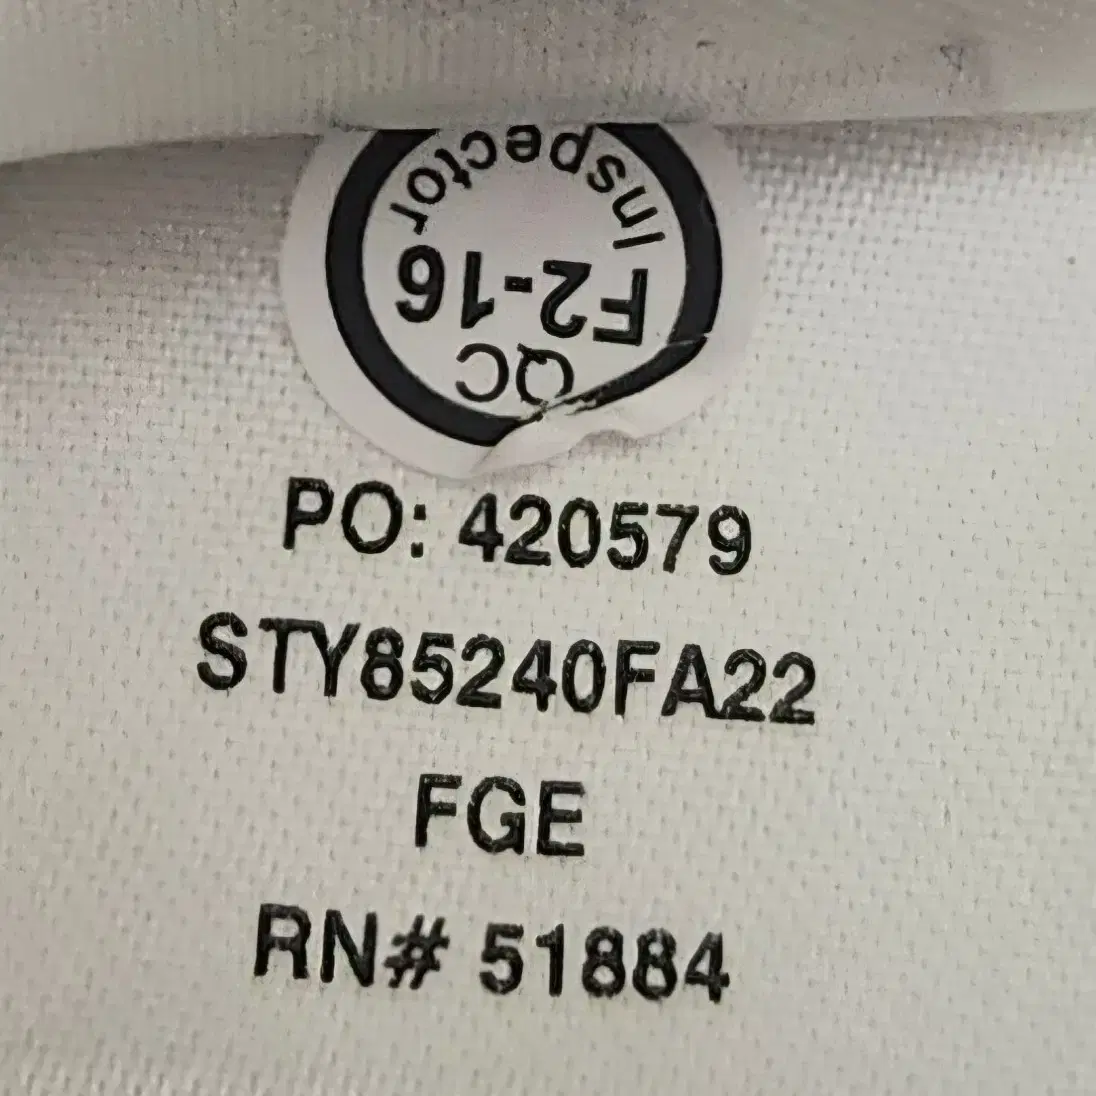 Inspector
F2-16
QC
PO: 420579
STY85240FA22
FGE
RN# 51884